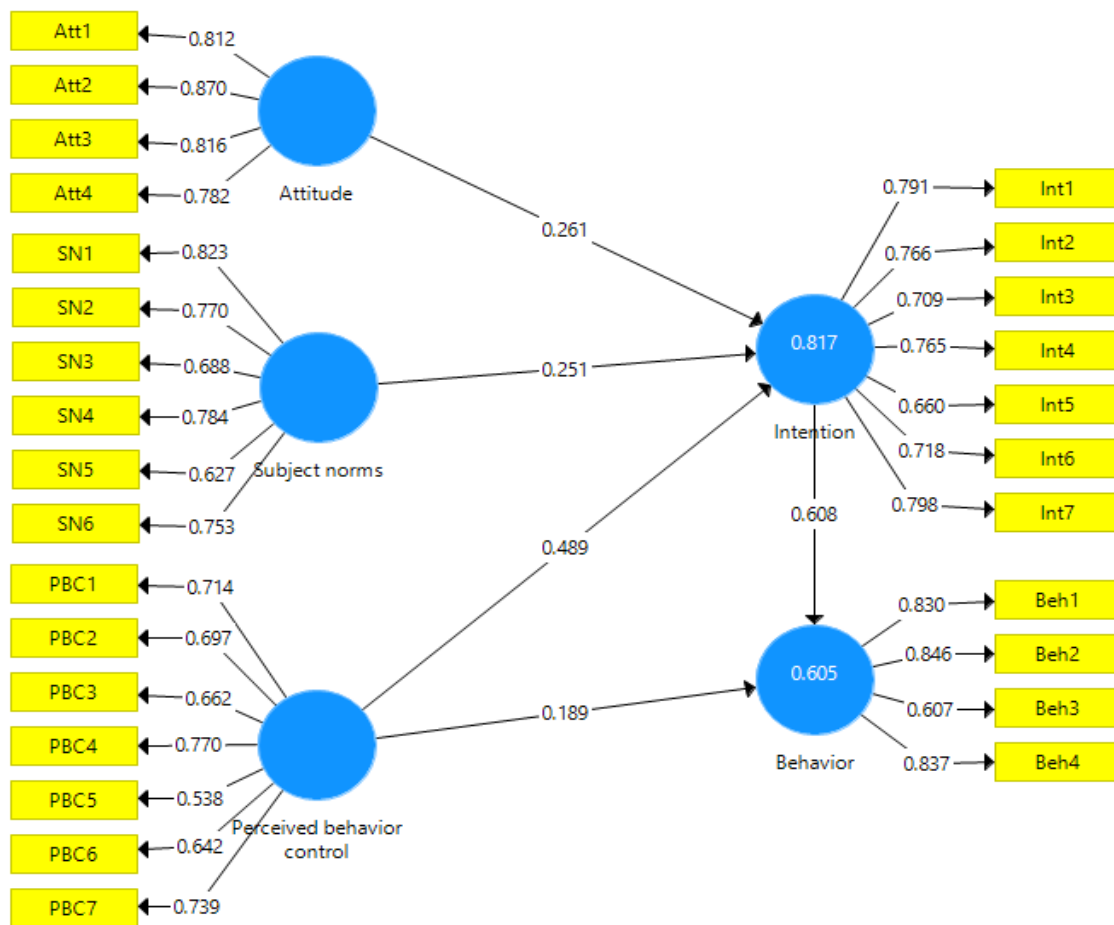 Att1
0.812
Att2
0.870
Att3
0.816
Att4
0.782
Attitude
SN1
0.823
SN2
0.770
SN3
0.688
SN4
0.784
SN5
0.627
SN6
0.753
Subject norms
PBC1
0.714
PBC2
0.697
PBC3
0.662
PBC4
0.770
PBC5
0.538
PBC6
0.642
PBC7
0.739
Perceived behavior
control
0.261
0.251
0.489
0.189
0.817
Intention
0.608
0.605
Behavior
0.791
Int1
0.766
Int2
0.709
Int3
0.765
Int4
0.660
Int5
0.718
Int6
0.798
Int7
0.830
Beh1
0.846
Beh2
0.607
Beh3
0.837
Beh4